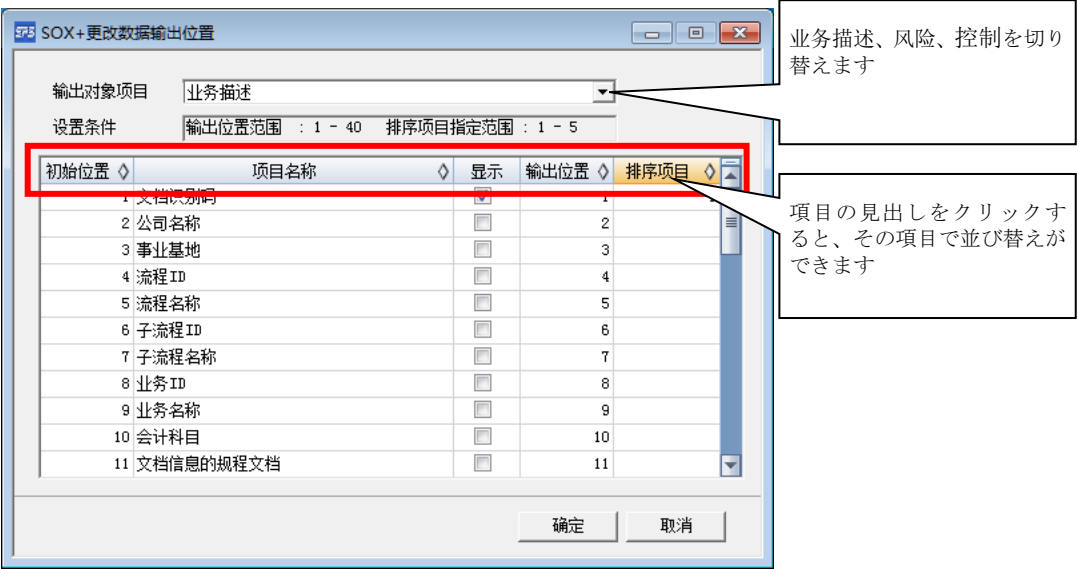 SOX+更改数据输出位置
业务描述、风险、控制を切り
替えます
输出对象项目 业务描述
设置条件 输出位置范围 : 1 - 40 排序项目指定范围 : 1 - 5
初始位置 项目名称 显示 输出位置 排序项目
1 文档识别码 1
2 公司名称 2
3 事业基地 3
4 流程ID 4
5 流程名称 5
6 子流程ID 6
7 子流程名称 7
8 业务ID 8
9 业务名称 9
10 会计科目 10
11 文档信息的规程文档 11
項目の見出しをクリックす
ると、その項目で並び替えが
できます
确定 取消